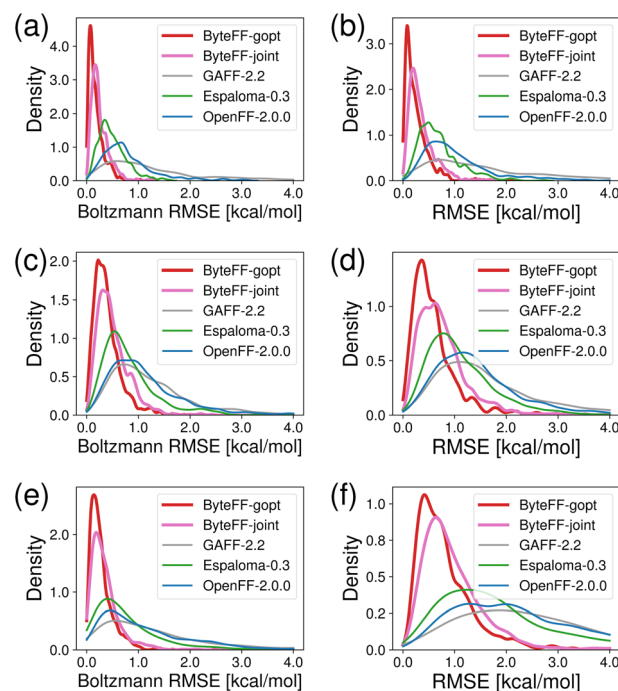 (a)
Density
4.0
3.0
2.0
1.0
0.0
ByteFF-gopt
ByteFF-joint
GAFF-2.2
Espaloma-0.3
OpenFF-2.0.0
0.0 1.0 2.0 3.0 4.0
Boltzmann RMSE [kcal/mol]
(b)
Density
3.0
2.0
1.0
0.0
ByteFF-gopt
ByteFF-joint
GAFF-2.2
Espaloma-0.3
OpenFF-2.0.0
0.0 1.0 2.0 3.0 4.0
RMSE [kcal/mol]
(c)
Density
2.0
1.5
1.0
0.5
0.0
ByteFF-gopt
ByteFF-joint
GAFF-2.2
Espaloma-0.3
OpenFF-2.0.0
0.0 1.0 2.0 3.0 4.0
Boltzmann RMSE [kcal/mol]
(d)
Density
1.0
0.5
0.0
ByteFF-gopt
ByteFF-joint
GAFF-2.2
Espaloma-0.3
OpenFF-2.0.0
0.0 1.0 2.0 3.0 4.0
RMSE [kcal/mol]
(e)
Density
2.0
1.0
0.0
ByteFF-gopt
ByteFF-joint
GAFF-2.2
Espaloma-0.3
OpenFF-2.0.0
0.0 1.0 2.0 3.0 4.0
Boltzmann RMSE [kcal/mol]
(f)
Density
1.0
0.8
0.5
0.2
0.0
ByteFF-gopt
ByteFF-joint
GAFF-2.2
Espaloma-0.3
OpenFF-2.0.0
0.0 1.0 2.0 3.0 4.0
RMSE [kcal/mol]